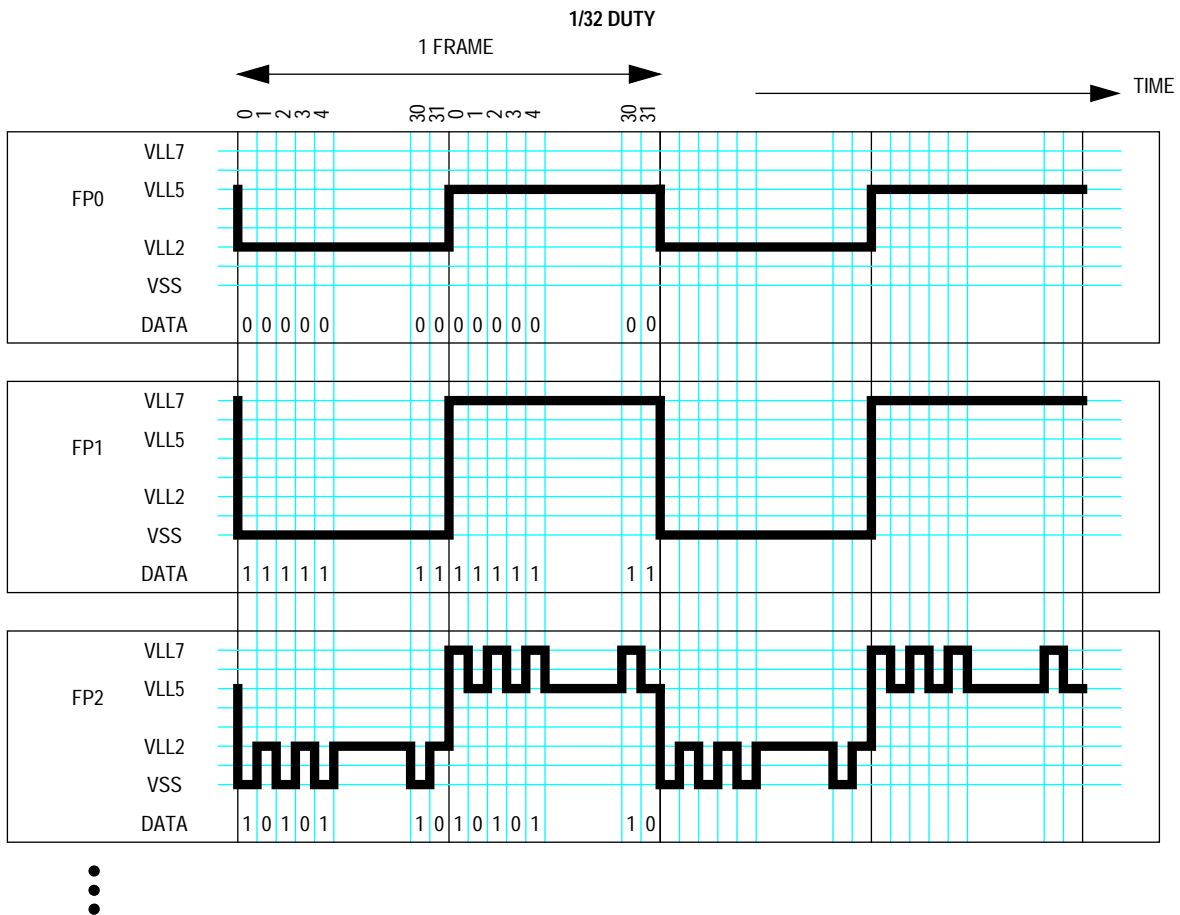 1/32 DUTY
1 FRAME
TIME
0 1 2 3 4 30 31 0 1 2 3 4 30 31
VLL7
FP0 VLL5
VLL2
VSS
DATA 0 0 0 0 0 0 0 0 0 0 0 0 0 0
VLL7
FP1 VLL5
VLL2
VSS
DATA 1 1 1 1 1 1 1 1 1 1 1 1 1 1
VLL7
FP2 VLL5
VLL2
VSS
DATA 1 0 1 0 1 1 0 1 0 1 0 1 1 0